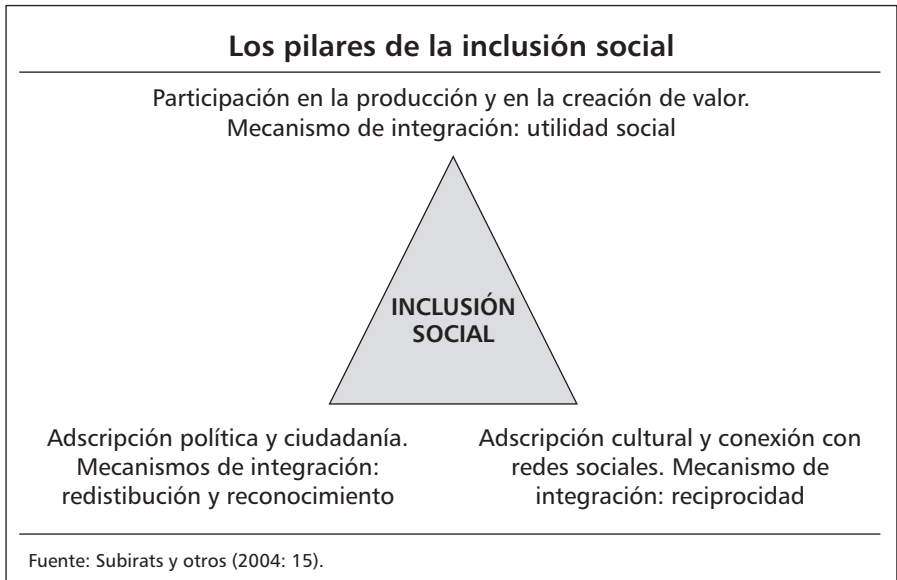 Los pilares de la inclusión social
Participación en la producción y en la creación de valor.
Mecanismo de integración: utilidad social
INCLUSIÓN
SOCIAL
Adscripción política y ciudadanía.
Mecanismos de integración:
redistibución y reconocimiento
Adscripción cultural y conexión con
redes sociales. Mecanismo de
integración: reciprocidad
Fuente: Subirats y otros (2004: 15).